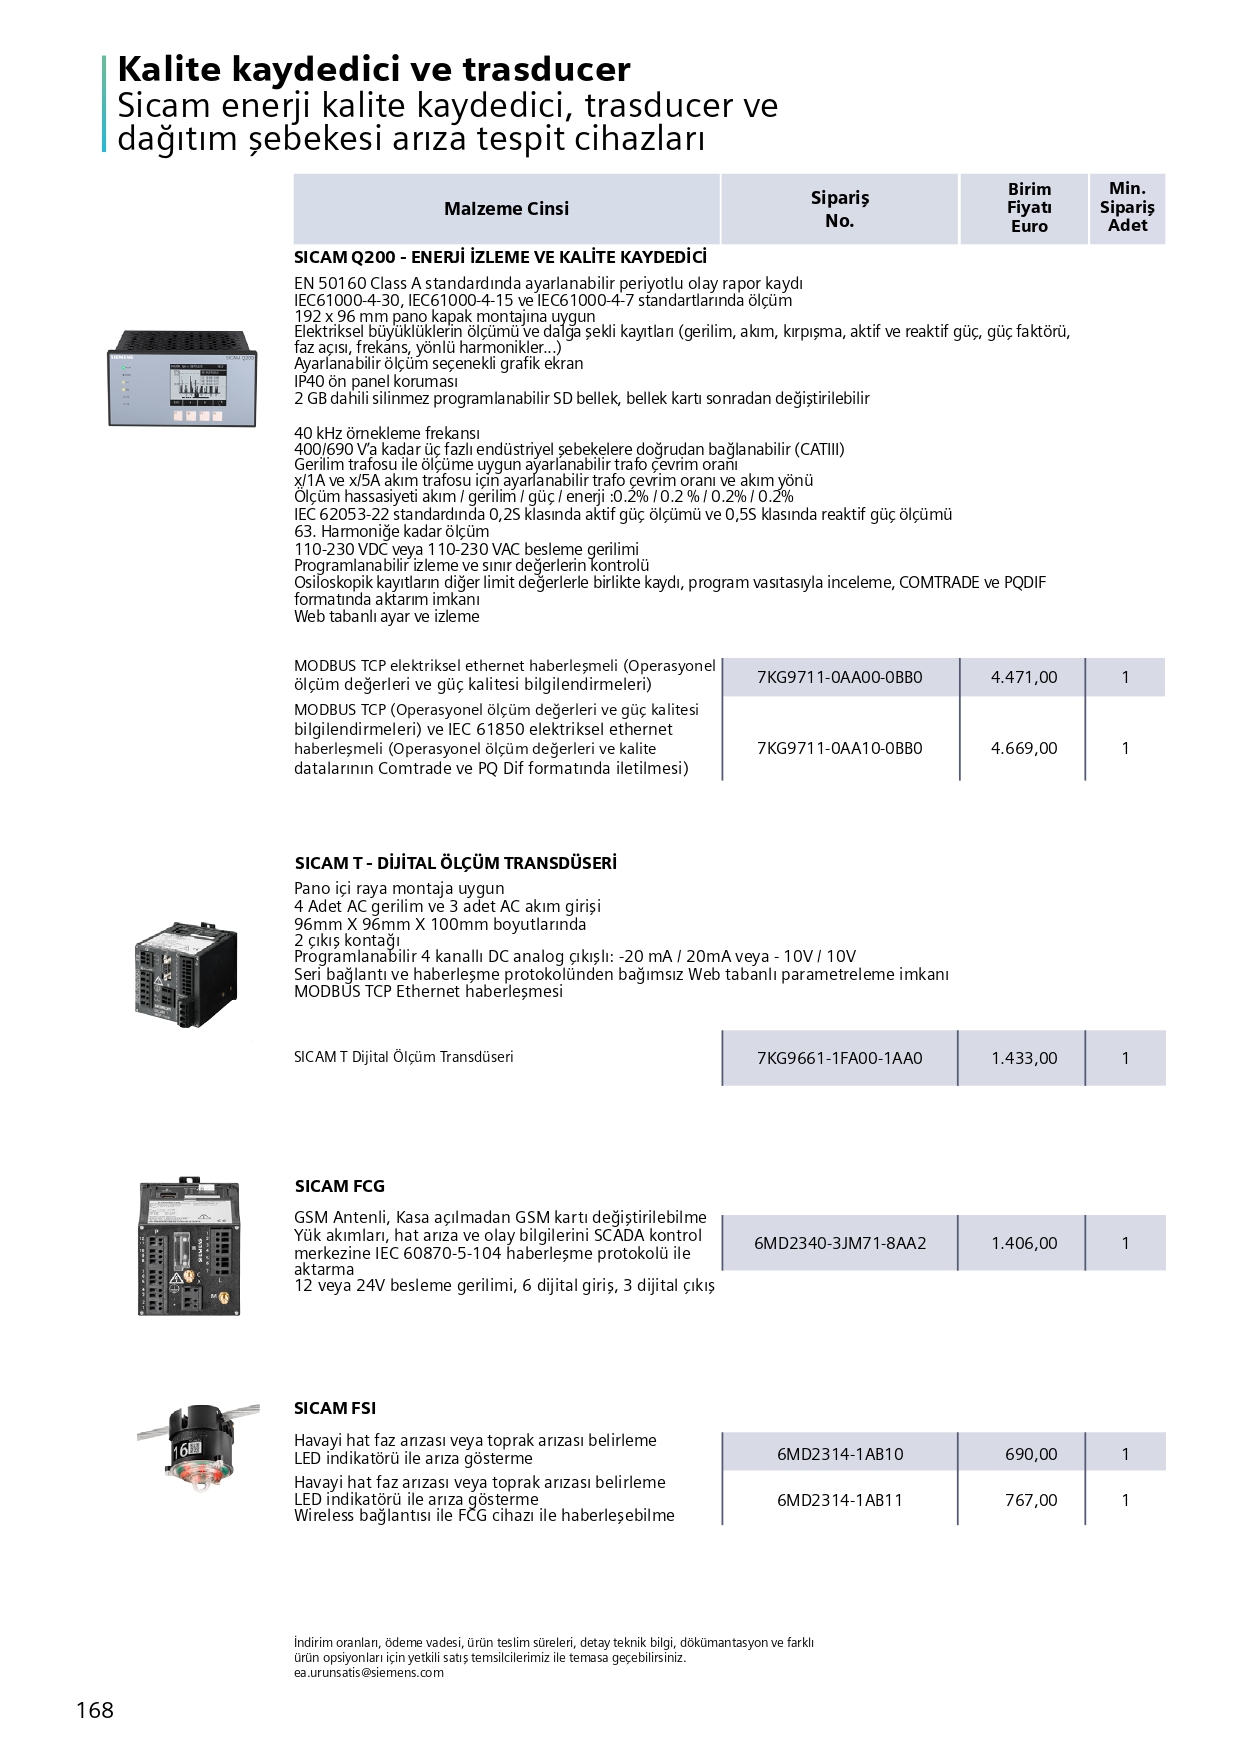 Kalite kaydedici ve trasducer
Sicam enerji kalite kaydedici, trasducer ve
dağıtım şebekesi arıza tespit cihazları
Malzeme Cinsi
Sipariş
No.
Birim
Fiyatı
Euro
Min.
Sipariş
Adet
SICAM Q200 - ENERJİ İZLEME VE KALİTE KAYDEDİCİ
EN 50160 Class A standardında ayarlanabilir periyotlu olay rapor kaydı
IEC61000-4-30, IEC61000-4-15 ve IEC61000-4-7 standartlarında ölçüm
192 x 96 mm pano kapak montajına uygun
Elektriksel büyüklüklerin ölçümü ve dalga şekli kayıtları (gerilim, akım, kırpışma, aktif ve reaktif güç, güç faktörü,
faz açısı, frekans, yönlü harmonikler...)
Ayarlanabilir ölçüm seçenekli grafik ekran
IP40 ön panel koruması
2 GB dahili silinmez programlanabilir SD bellek, bellek kartı sonradan değiştirilebilir
40 kHz örnekleme frekansı
400/690 V’a kadar üç fazlı endüstriyel şebekelere doğrudan bağlanabilir (CATIII)
Gerilim trafosu ile ölçüme uygun ayarlanabilir trafo çevrim oranı
x/1A ve x/5A akım trafosu için ayarlanabilir trafo çevrim oranı ve akım yönü
Ölçüm hassasiyeti akım / gerilim / güç / enerji :0.2% / 0.2 % / 0.2% / 0.2%
IEC 62053-22 standardında 0,2S klasında aktif güç ölçümü ve 0,5S klasında reaktif güç ölçümü
63. Harmoniğe kadar ölçüm
110-230 VDC veya 110-230 VAC besleme gerilimi
Programlanabilir izleme ve sınır değerlerin kontrolü
Osiloskopik kayıtların diğer limit değerlerle birlikte kaydı, program vasıtasıyla inceleme, COMTRADE ve PQDIF
formatında aktarım imkanı
Web tabanlı ayar ve izleme
MODBUS TCP elektriksel ethernet haberleşmeli (Operasyonel
ölçüm değerleri ve güç kalitesi bilgilendirmeleri)
7KG9711-0AA00-0BB0
4.471,00
1
MODBUS TCP (Operasyonel ölçüm değerleri ve güç kalitesi
bilgilendirmeleri) ve IEC 61850 elektriksel ethernet
haberleşmeli (Operasyonel ölçüm değerleri ve kalite
datalarının Comtrade ve PQ Dif formatında iletilmesi)
7KG9711-0AA10-0BB0
4.669,00
1
SICAM T - DİJİTAL ÖLÇÜM TRANSDÜSERİ
Pano içi raya montaja uygun
4 Adet AC gerilim ve 3 adet AC akım girişi
96mm X 96mm X 100mm boyutlarında
2 çıkış kontağı
Programlanabilir 4 kanallı DC analog çıkışlı: -20 mA / 20mA veya - 10V / 10V
Seri bağlantı ve haberleşme protokolünden bağımsız Web tabanlı parametreleme imkanı
MODBUS TCP Ethernet haberleşmesi
SICAM T Dijital Ölçüm Transdüseri
7KG9661-1FA00-1AA0
1.433,00
1
SICAM FCG
GSM Antenli, Kasa açılmadan GSM kartı değiştirilebilme
Yük akımları, hat arıza ve olay bilgilerini SCADA kontrol
merkezine IEC 60870-5-104 haberleşme protokolü ile
aktarma
12 veya 24V besleme gerilimi, 6 dijital giriş, 3 dijital çıkış
6MD2340-3JM71-8AA2
1.406,00
1
SICAM FSI
Havayi hat faz arızası veya toprak arızası belirleme
LED indikatörü ile arıza gösterme
6MD2314-1AB10
690,00
1
Havayi hat faz arızası veya toprak arızası belirleme
LED indikatörü ile arıza gösterme
Wireless bağlantısı ile FCG cihazı ile haberleşebilme
6MD2314-1AB11
767,00
1
İndirim oranları, ödeme vadesi, ürün teslim süreleri, detay teknik bilgi, dökümantasyon ve farklı
ürün opsiyonları için yetkili satış temsilcilerimiz ile temasa geçebilirsiniz.
ea.urunsatis@siemens.com
168
SIEMENS
SICAM Q200
16